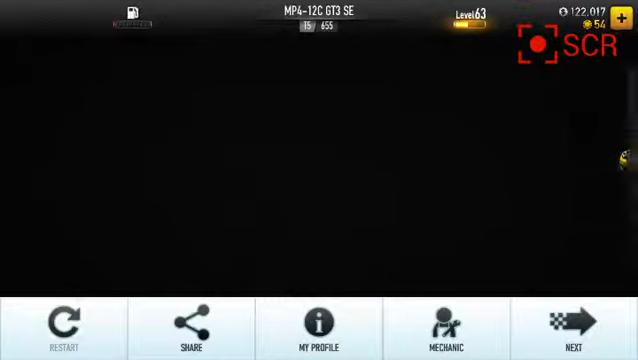 MP4-12C GT3 SE
15 655
Level 63
122,017
54
SCR
RESTART
SHARE
MY PROFILE
MECHANIC
NEXT